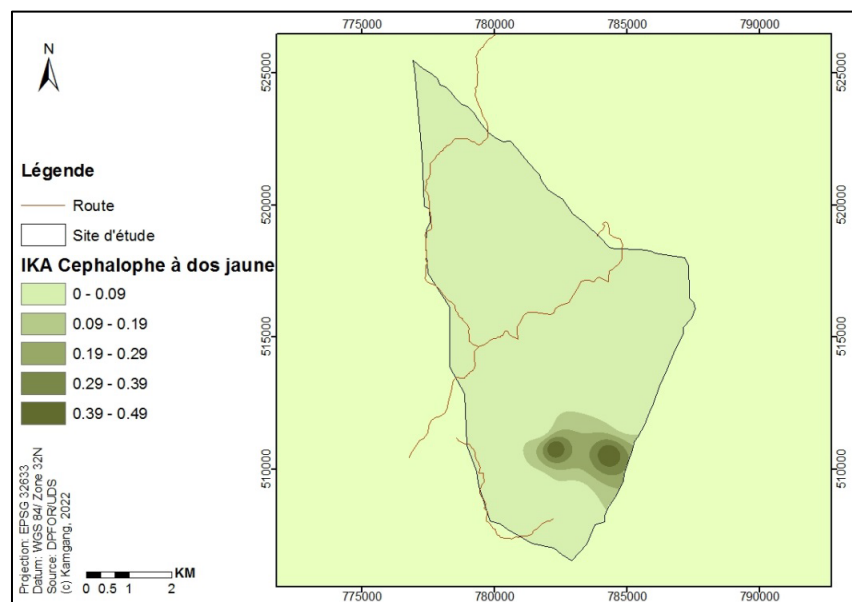 775000 780000 785000 790000
N
525000
520000
515000
510000
Légende
Route
Site d'étude
IKA Cephalophe à dos jaune
0 - 0.09
0.09 - 0.19
0.19 - 0.29
0.29 - 0.39
0.39 - 0.49
525000
520000
515000
510000
Projection: EPSG 32633
Datum: WGS 84/ Zone 32N
Source: DPFOR/UDS
(c) Kamgang, 2022
KM
0 0.5 1 2
775000 780000 785000 790000